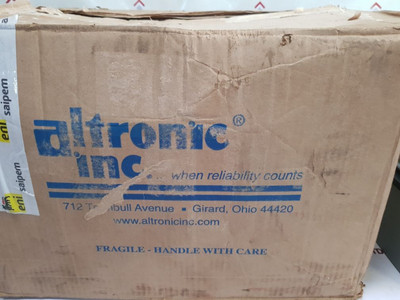 altronic®
inc. ...when reliability counts
712 Trumbull Avenue • Girard, Ohio 44420
www.altronicinc.com
FRAGILE - HANDLE WITH CARE
eni saipem
eni saipem